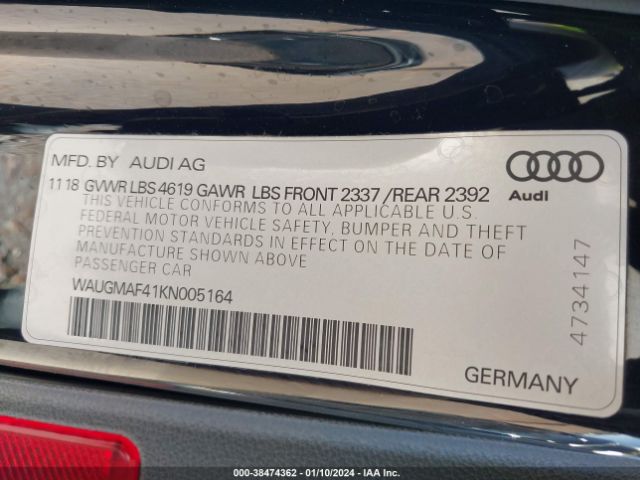 MFD. BY AUDI AG
11 18 GVWR LBS 4619 GAWR LBS FRONT 2337 /REAR 2392
THIS VEHICLE CONFORMS TO ALL APPLICABLE U.S.
FEDERAL MOTOR VEHICLE SAFETY, BUMPER AND THEFT
PREVENTION STANDARDS IN EFFECT ON THE DATE OF
MANUFACTURE SHOWN ABOVE
PASSENGER CAR
WAUGMAF41KN005164
GERMANY
Audi
4734147
000-38474362 — 01/10/2024 — IAA Inc.